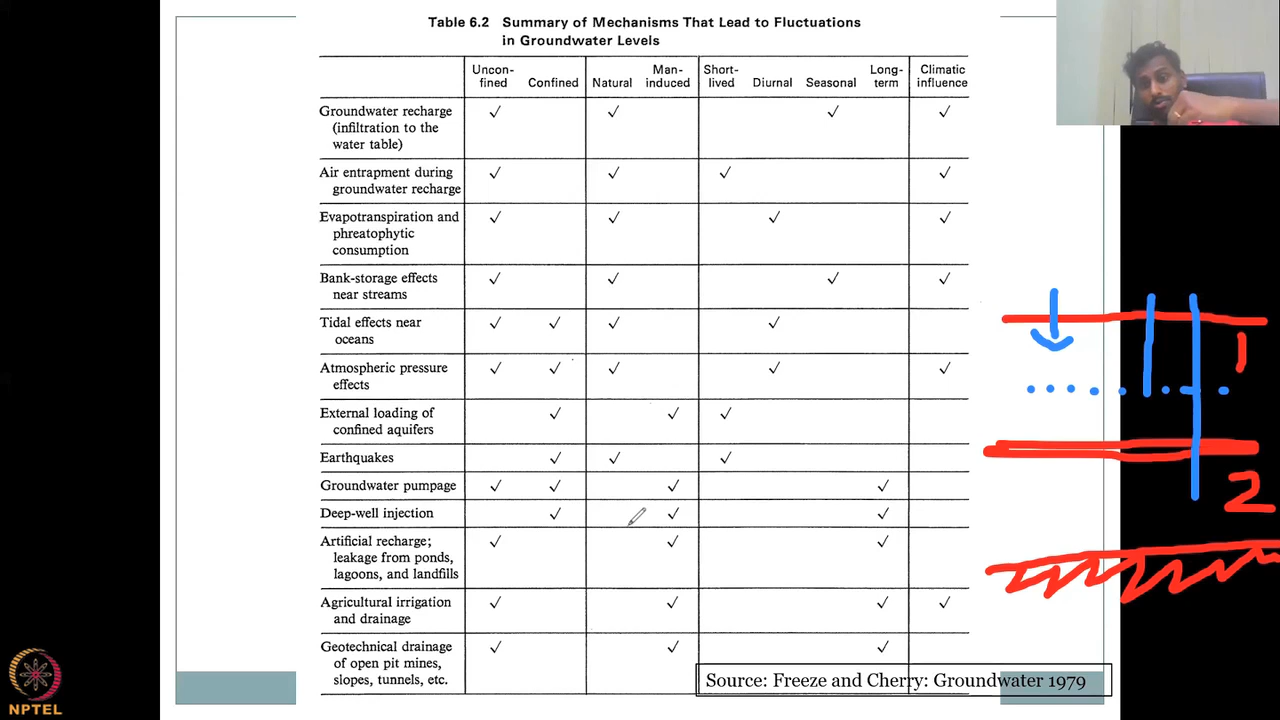 Table 6.2 Summary of Mechanisms That Lead to Fluctuations
in Groundwater Levels
Uncon-
fined
Confined
Natural
Man-
induced
Short-
lived
Diurnal
Seasonal
Long-
term
Climatic
influence
Groundwater recharge
(infiltration to the
water table)
✓ ✓ ✓ ✓
Air entrapment during
groundwater recharge
✓ ✓ ✓ ✓
Evapotranspiration and
phreatophytic
consumption
✓ ✓ ✓ ✓
Bank-storage effects
near streams
✓ ✓ ✓ ✓
Tidal effects near
oceans
✓ ✓ ✓ ✓
Atmospheric pressure
effects
✓ ✓ ✓ ✓ ✓
External loading of
confined aquifers
✓ ✓ ✓
Earthquakes
✓ ✓ ✓
Groundwater pumpage
✓ ✓ ✓ ✓
Deep-well injection
✓ ✓ ✓
Artificial recharge;
leakage from ponds,
lagoons, and landfills
✓ ✓ ✓
Agricultural irrigation
and drainage
✓ ✓ ✓ ✓
Geotechnical drainage
of open pit mines,
slopes, tunnels, etc.
✓ ✓ ✓
1
2
Source: Freeze and Cherry: Groundwater 1979
NPTEL